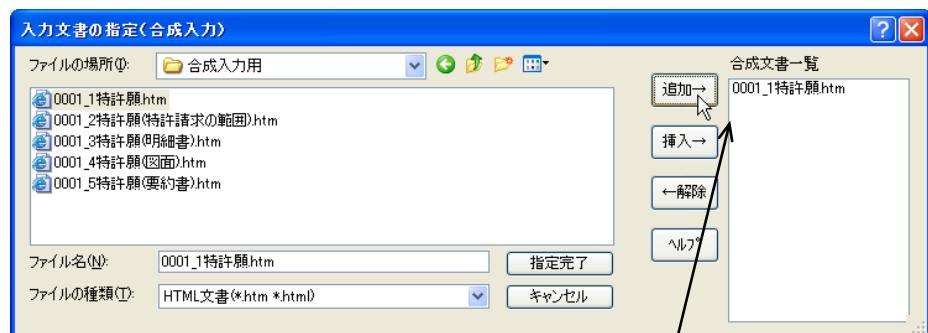 入力文書の指定(合成入力)
ファイルの場所(I):
合成入力用
0001_1特許願.htm
0001_2特許願(特許請求の範囲).htm
0001_3特許願(明細書).htm
0001_4特許願(図面).htm
0001_5特許願(要約書).htm
ファイル名(N):
0001_1特許願.htm
指定完了
ファイルの種類(T):
HTML文書(*.htm *.html)
キャンセル
追加→
挿入→
←解除
ヘルプ
合成文書一覧
0001_1特許願.htm